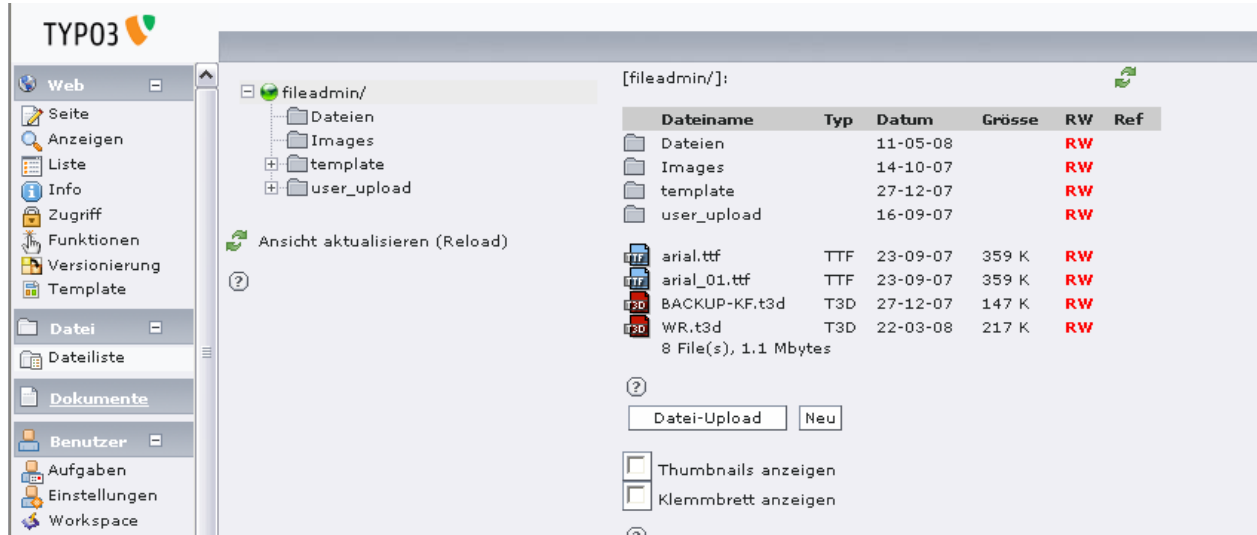 TYPO3
Web
Seite
Anzeigen
Liste
Info
Zugriff
Funktionen
Versionierung
Template
Datei
Dateiliste
Dokumente
Benutzer
Aufgaben
Einstellungen
Workspace
fileadmin/
Dateien
Images
template
user_upload
Ansicht aktualisieren (Reload)
?
[fileadmin/]:
Dateiname Typ Datum Grösse RW Ref
Dateien 11-05-08 RW
Images 14-10-07 RW
template 27-12-07 RW
user_upload 16-09-07 RW
TTF arial.ttf TTF 23-09-07 359 K RW
TTF arial_01.ttf TTF 23-09-07 359 K RW
T3D BACKUP-KF.t3d T3D 27-12-07 147 K RW
T3D WR.t3d T3D 22-03-08 217 K RW
8 File(s), 1.1 Mbytes
?
Datei-Upload Neu
Thumbnails anzeigen
Klemmbrett anzeigen